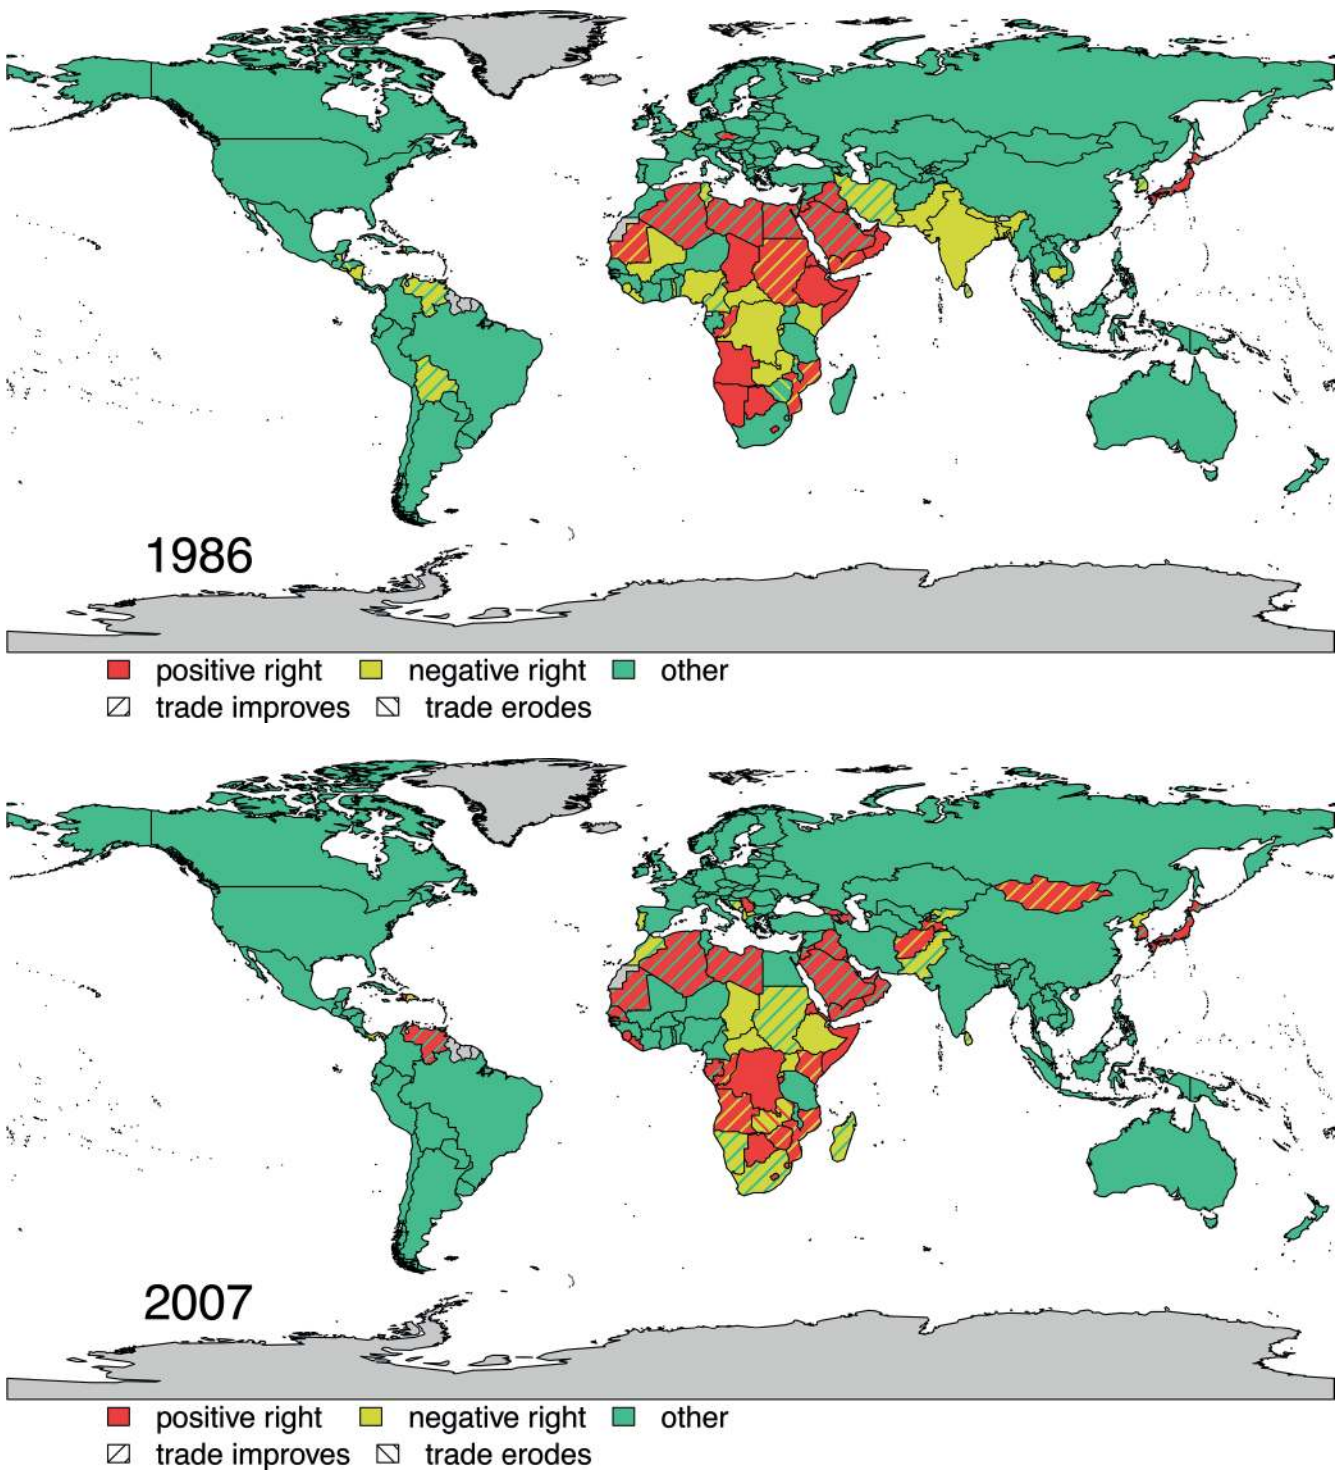 1986
positive right negative right other
trade improves trade erodes
2007
positive right negative right other
trade improves trade erodes